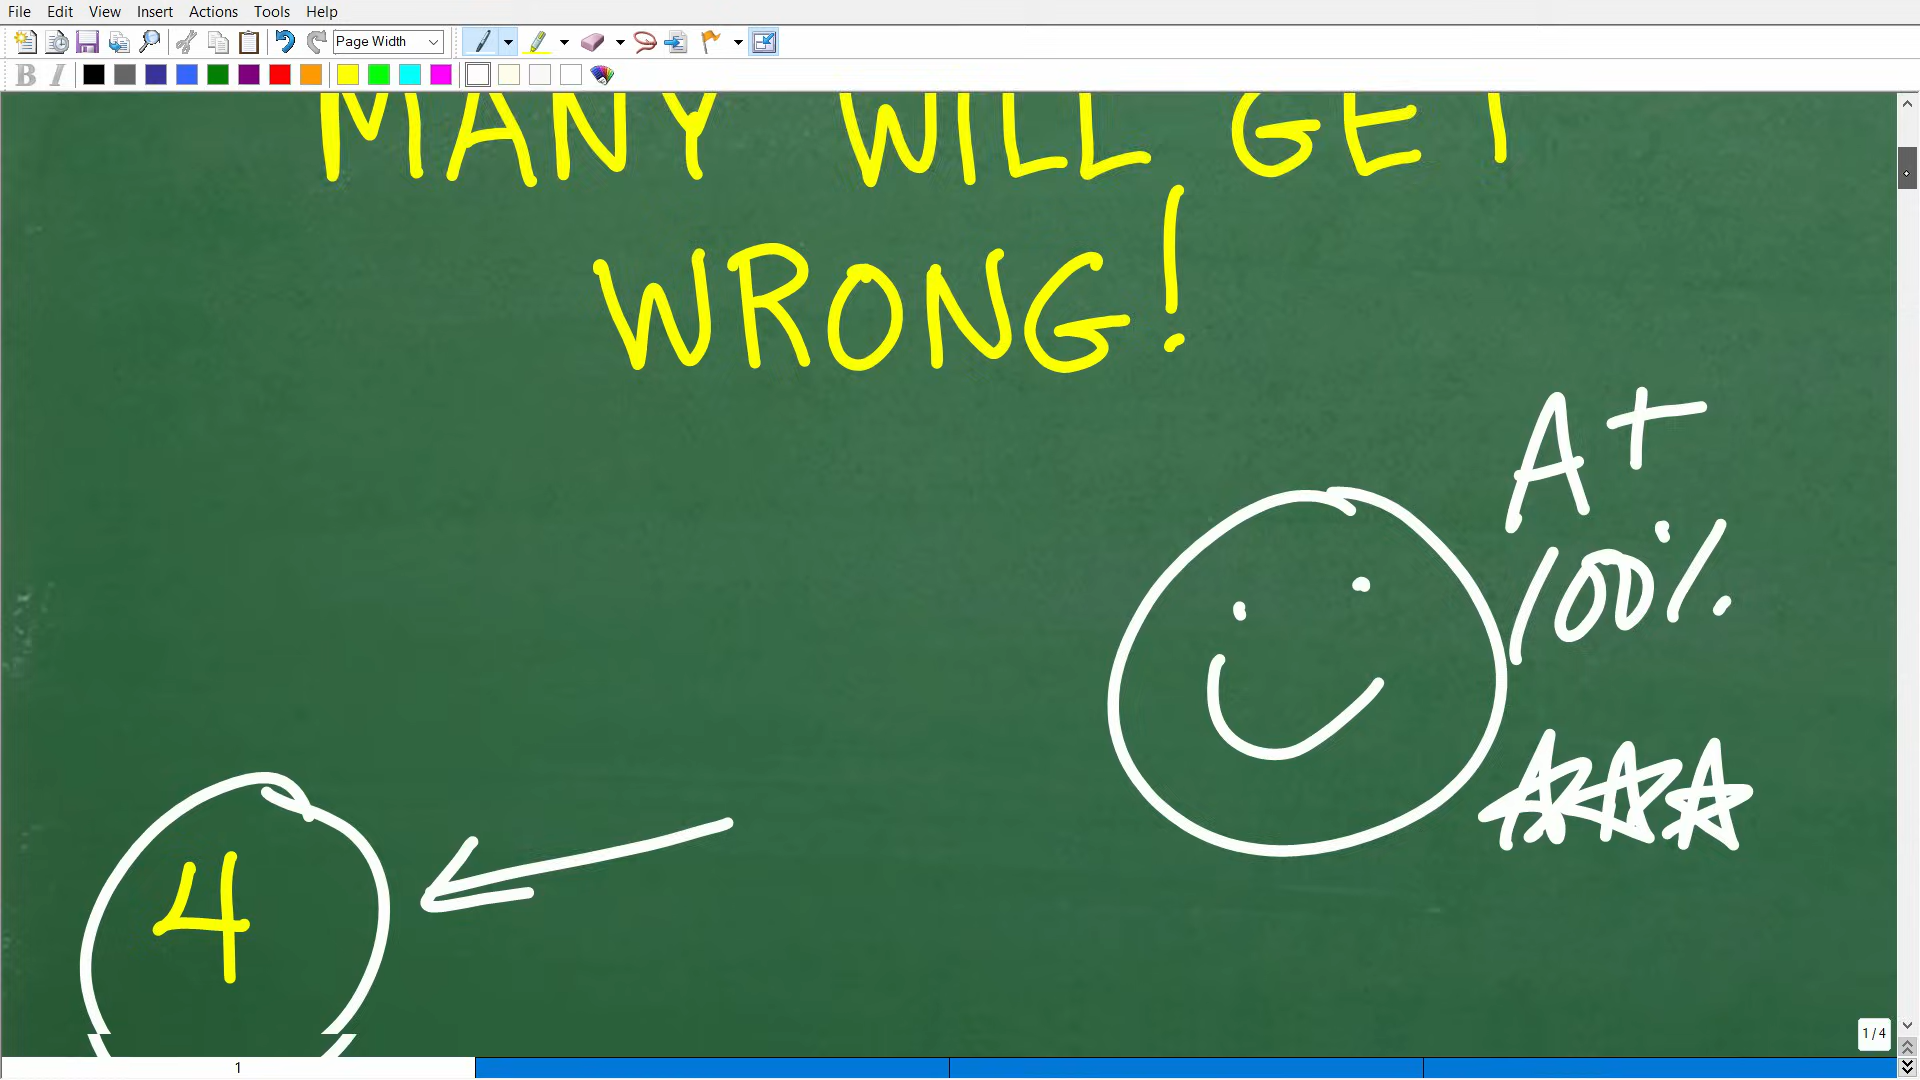 File Edit View Insert Actions Tools Help
Page Width
B I
MANY WILL GET
WRONG!
A+
100%
4
1 / 4
1